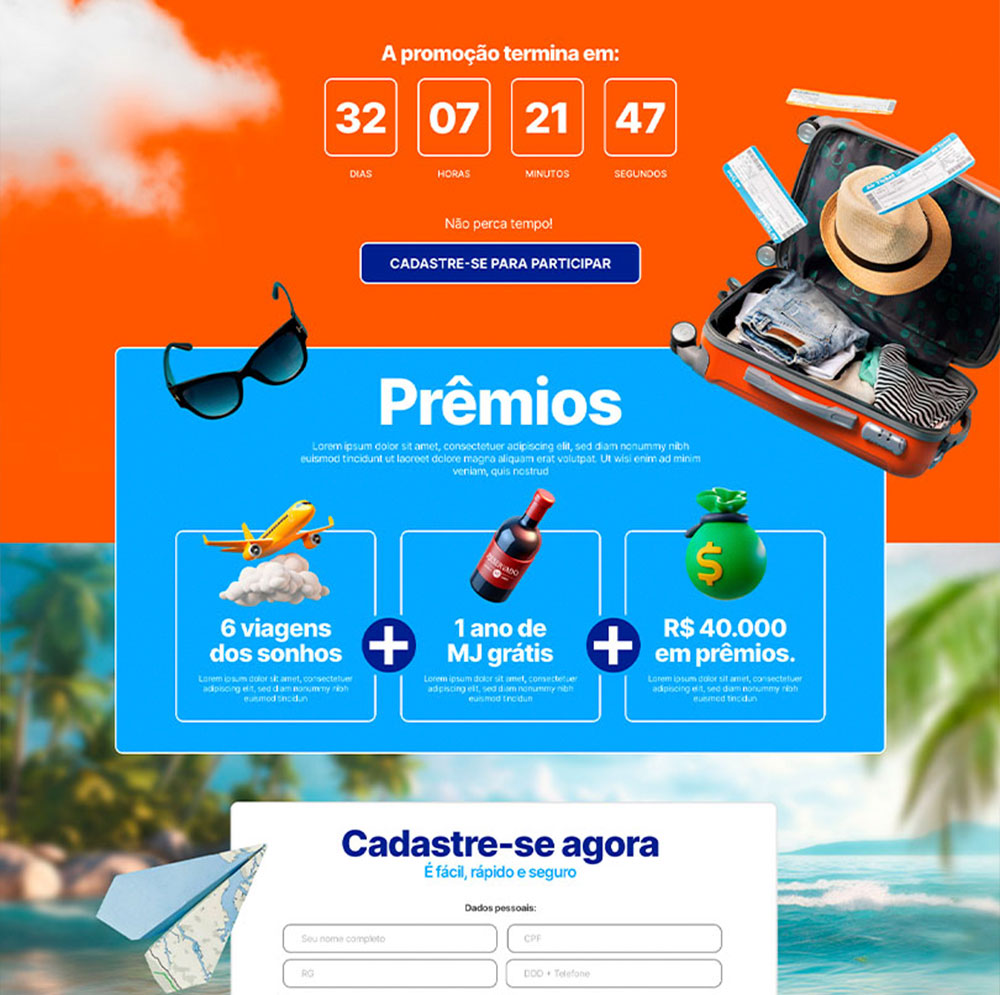 A promoção termina em:
32 07 21 47
DIAS HORAS MINUTOS SEGUNDOS
Não perca tempo!
CADASTRE-SE PARA PARTICIPAR
Prêmios
Lorem ipsum dolor sit amet, consectetuer adipiscing elit, sed diam nonummy nibh
euismod tincidunt ut laoreet dolore magna aliquam erat volutpat. Ut wisi enim ad minim
veniam, quis nostrud
6 viagens
dos sonhos
Lorem ipsum dolor sit amet, consectetuer
adipiscing elit, sed diam nonummy nibh
euismod tincidun
+
1 ano de
MJ grátis
Lorem ipsum dolor sit amet, consectetuer
adipiscing elit, sed diam nonummy nibh
euismod tincidun
+
$
R$ 40.000
em prêmios.
Lorem ipsum dolor sit amet, consectetuer
adipiscing elit, sed diam nonummy nibh
euismod tincidun
Cadastre-se agora
É fácil, rápido e seguro
Dados pessoais:
Seu nome completo
CPF
RG
DDD + Telefone